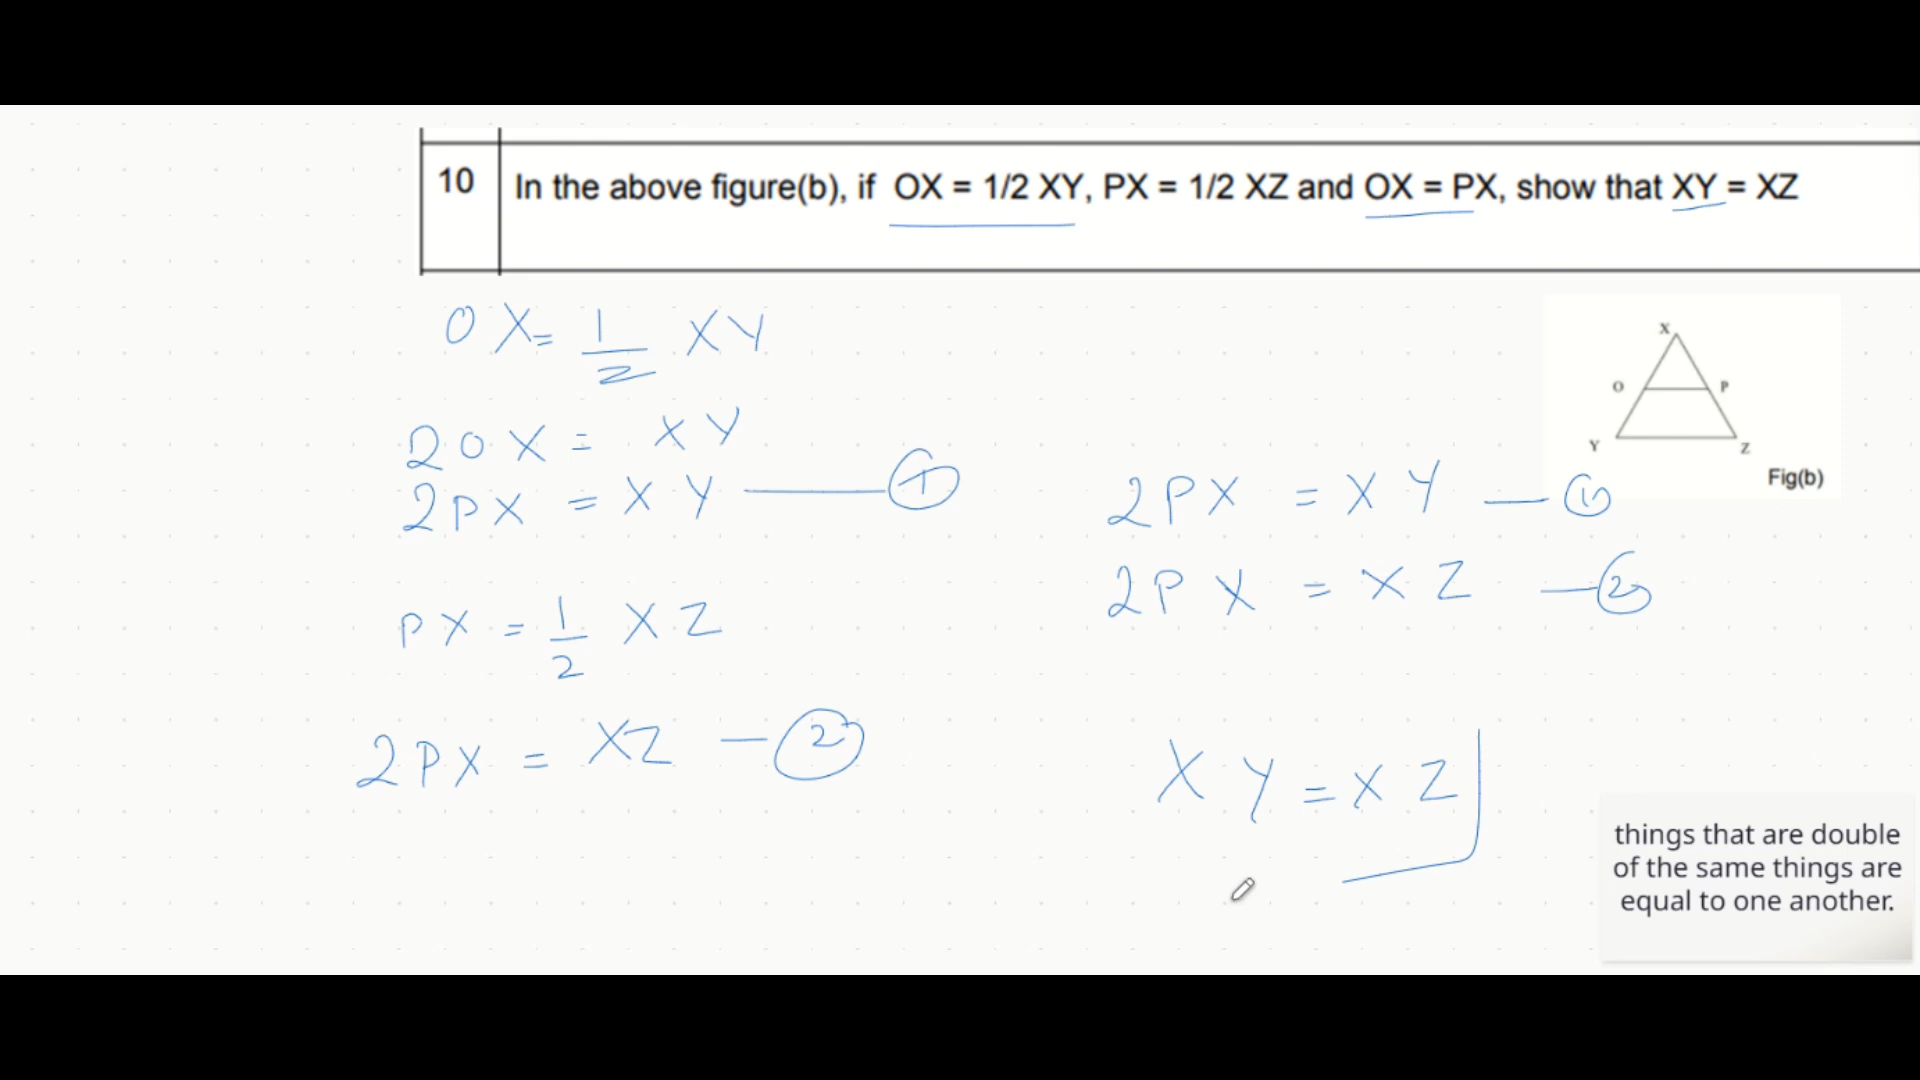 10 In the above figure(b), if OX = 1/2 XY, PX = 1/2 XZ and OX = PX, show that XY = XZ
OX = 1/2 XY
2OX = XY
2PX = XY — 1
PX = 1/2 XZ
2PX = XZ — 2
X
O P
Y Z
Fig(b)
2PX = XY — 1
2PX = XZ — 2
XY = XZ
things that are double
of the same things are
equal to one another.